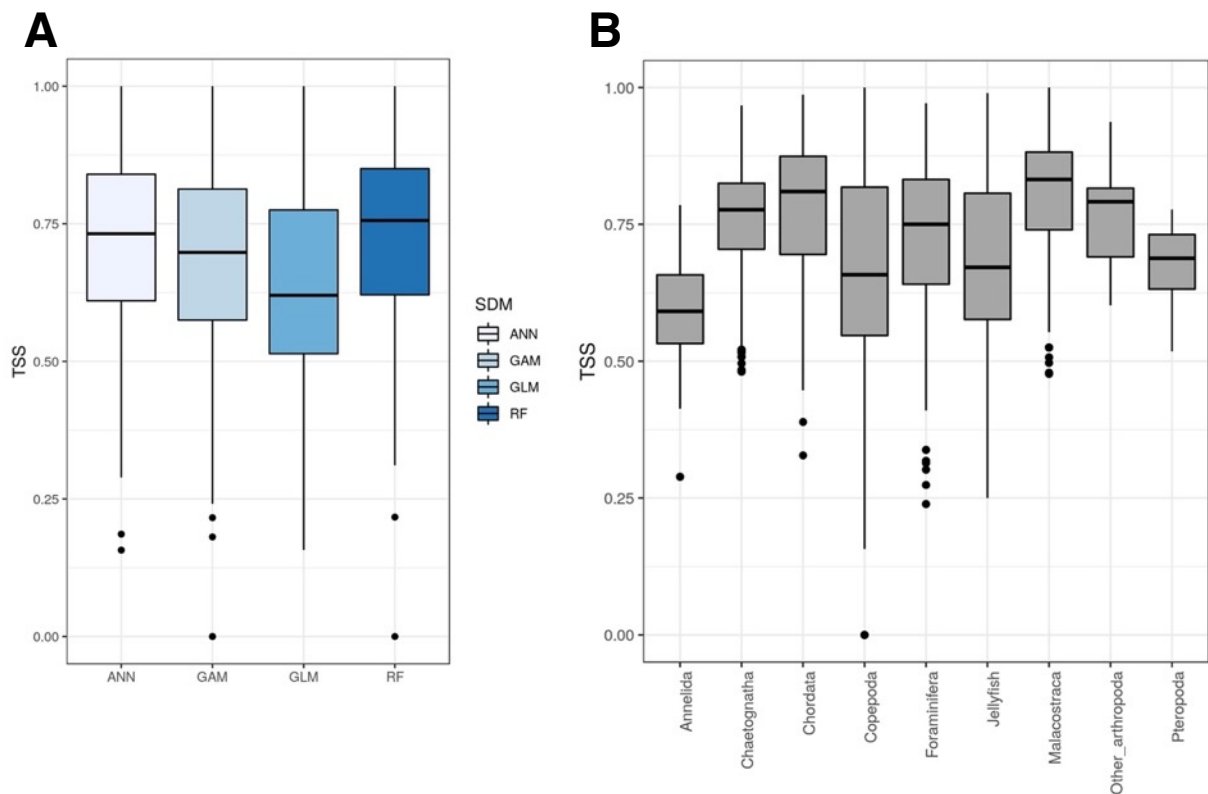 A
B
1.00
0.75
0.50
0.25
0.00
TSS
ANN
GAM
GLM
RF
SDM
ANN
GAM
GLM
RF
1.00
0.75
0.50
0.25
0.00
TSS
Annelida
Chaetognatha
Chordata
Copepoda
Foraminifera
Jellyfish
Malacostraca
Other_arthropoda
Pteropoda